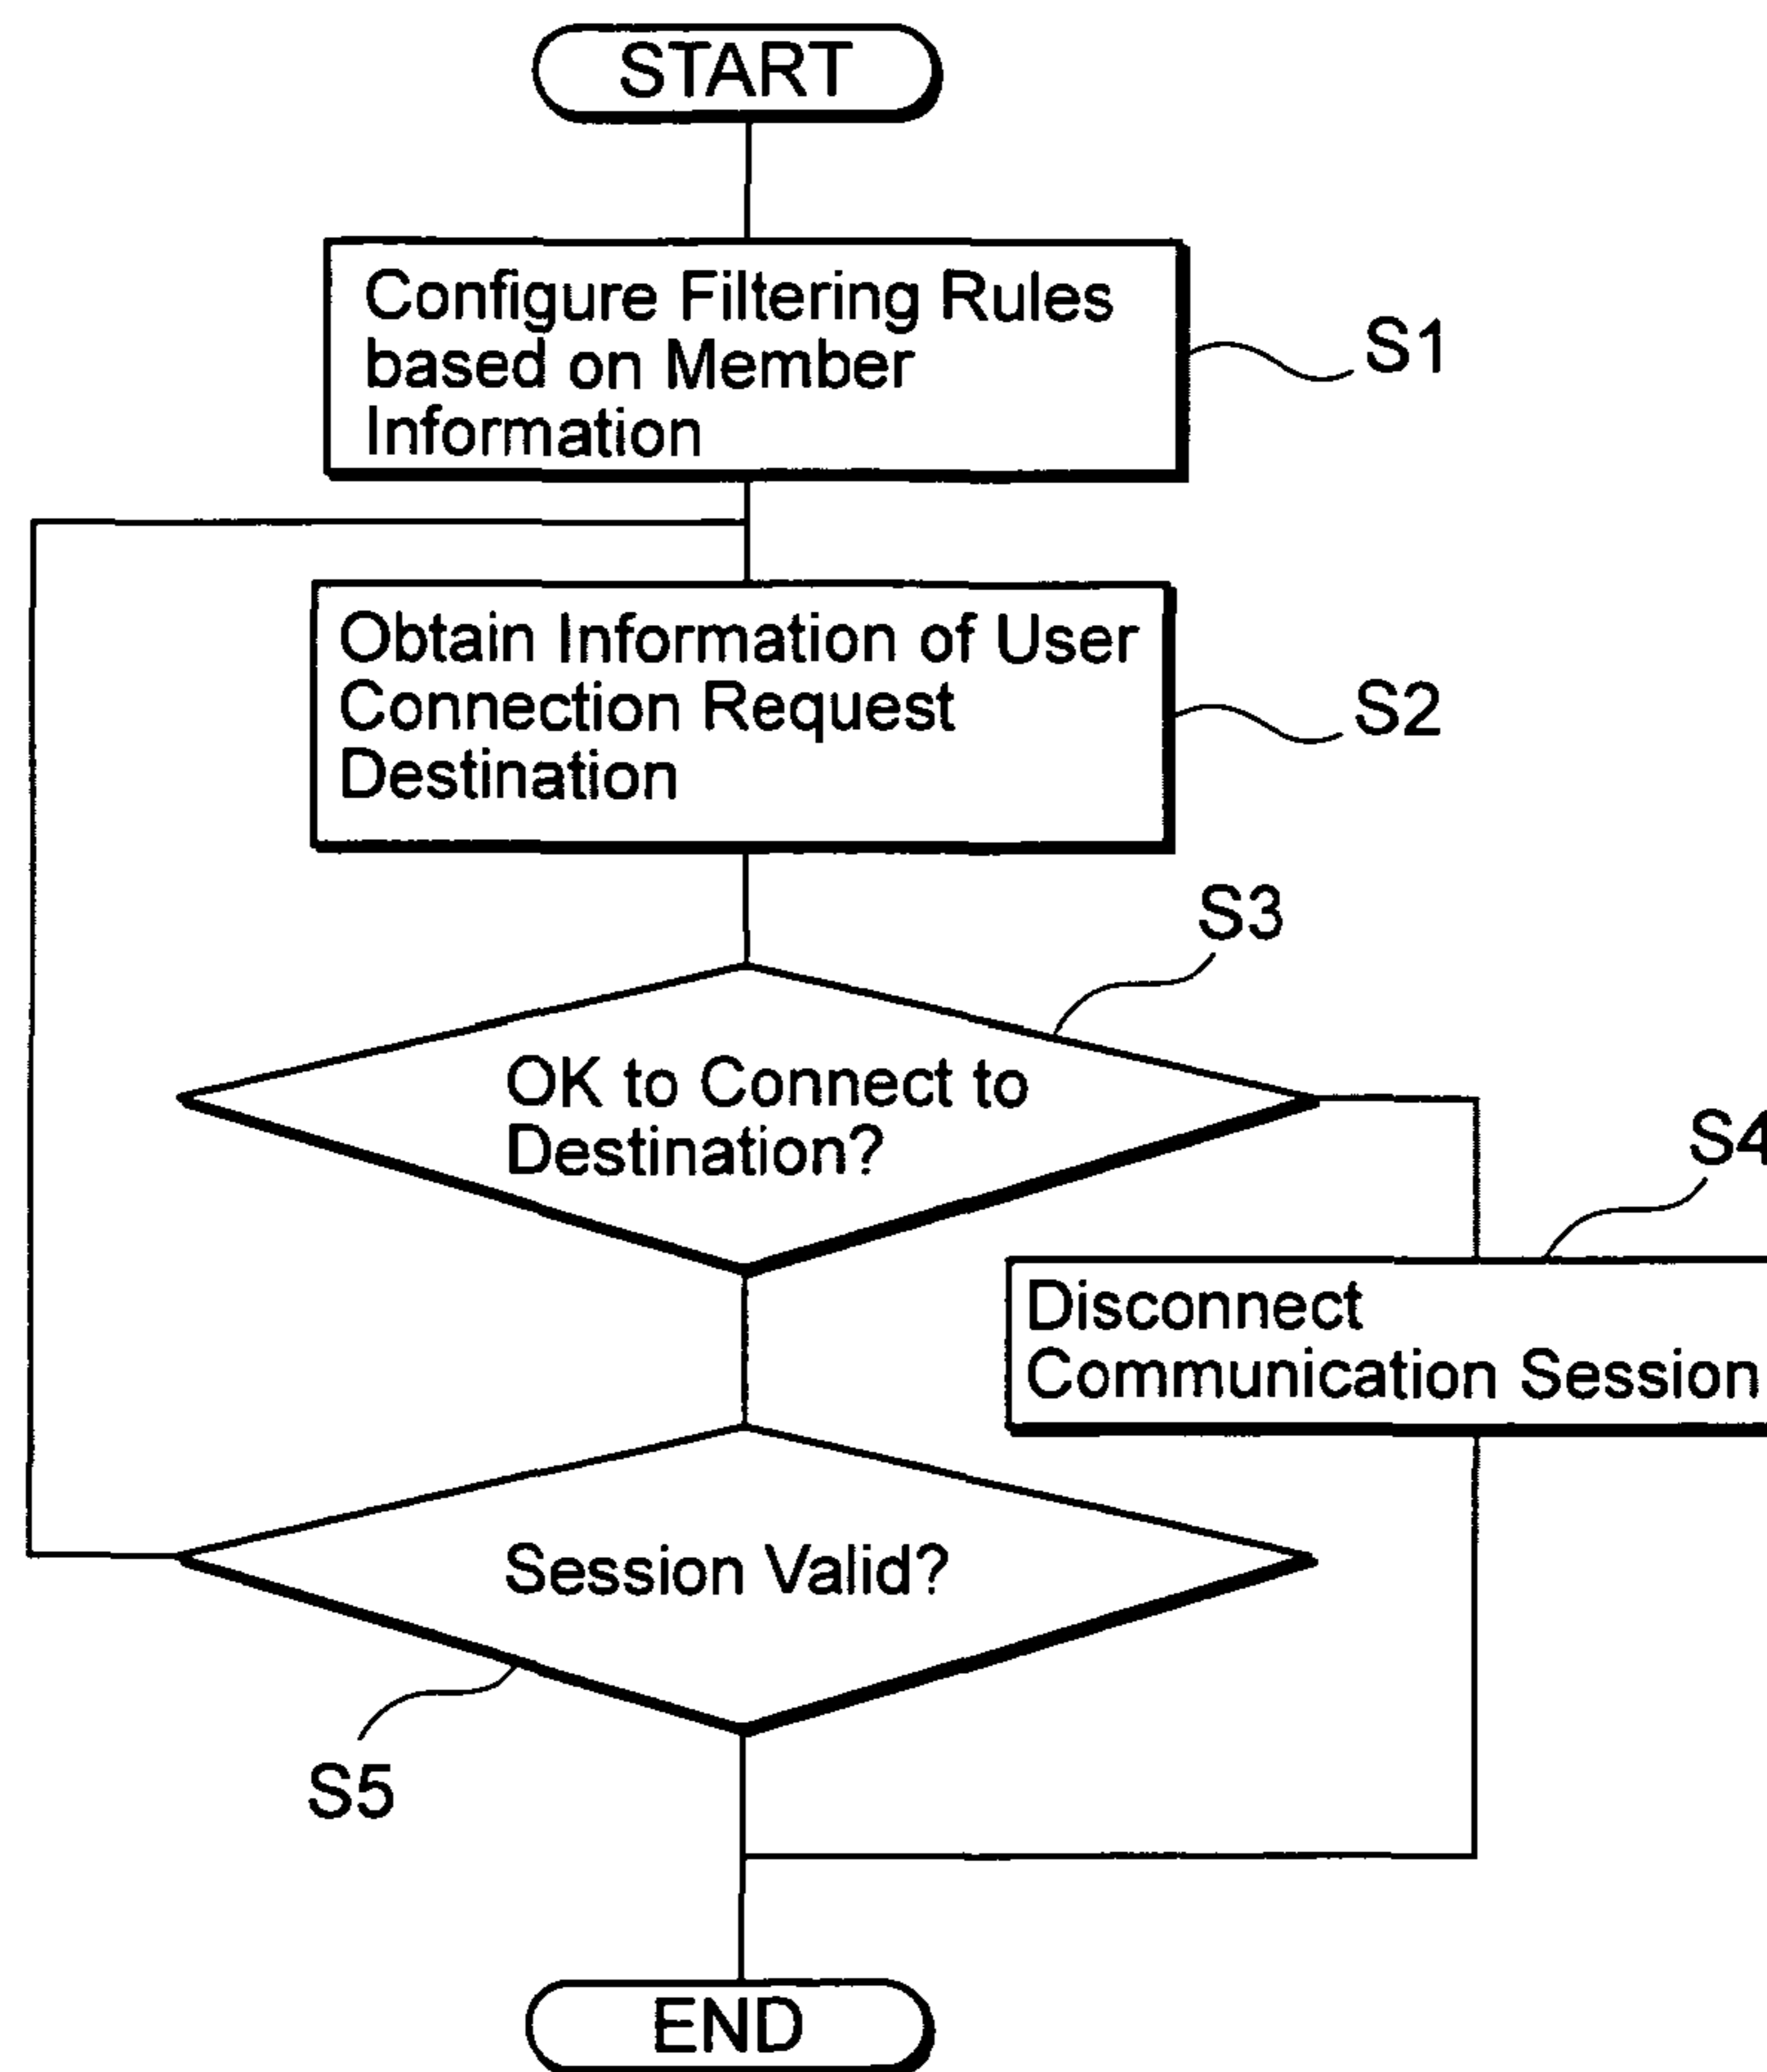 START
Configure Filtering Rules
based on Member
Information
S1
Obtain Information of User
Connection Request
Destination
S2
S3
OK to Connect to
Destination?
S4
Disconnect
Communication Session
Session Valid?
S5
END